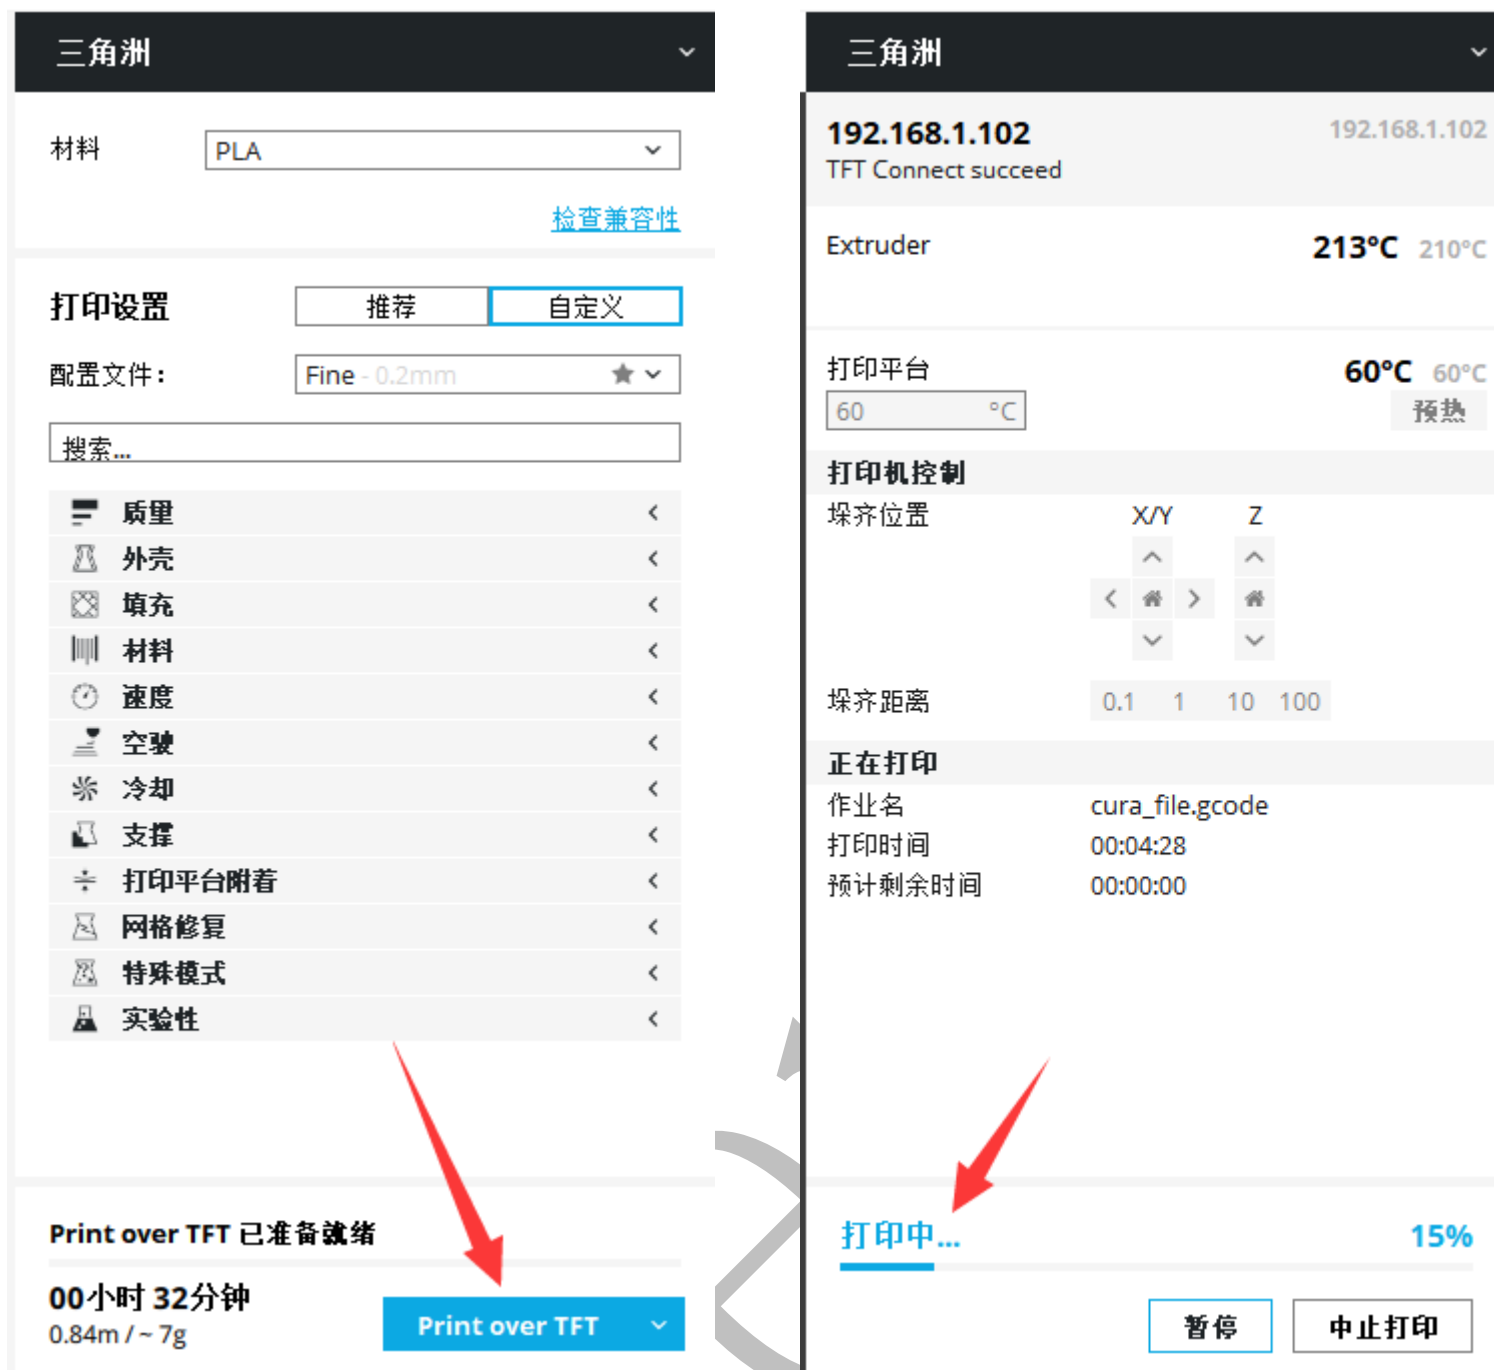 三角洲
材料 PLA
检查兼容性
打印设置 推荐 自定义
配置文件： Fine - 0.2mm
搜索...
质量
外壳
填充
材料
速度
空驶
冷却
支撑
打印平台附着
网格修复
特殊模式
实验性
Print over TFT 已准备就绪
00小时 32分钟
0.84m / ~ 7g
Print over TFT
三角洲
192.168.1.102 192.168.1.102
TFT Connect succeed
Extruder 213°C 210°C
打印平台 60°C 60°C
60 °C 预热
打印机控制
垛齐位置 X/Y Z
垛齐距离 0.1 1 10 100
正在打印
作业名 cura_file.gcode
打印时间 00:04:28
预计剩余时间 00:00:00
打印中... 15%
暂停 中止打印